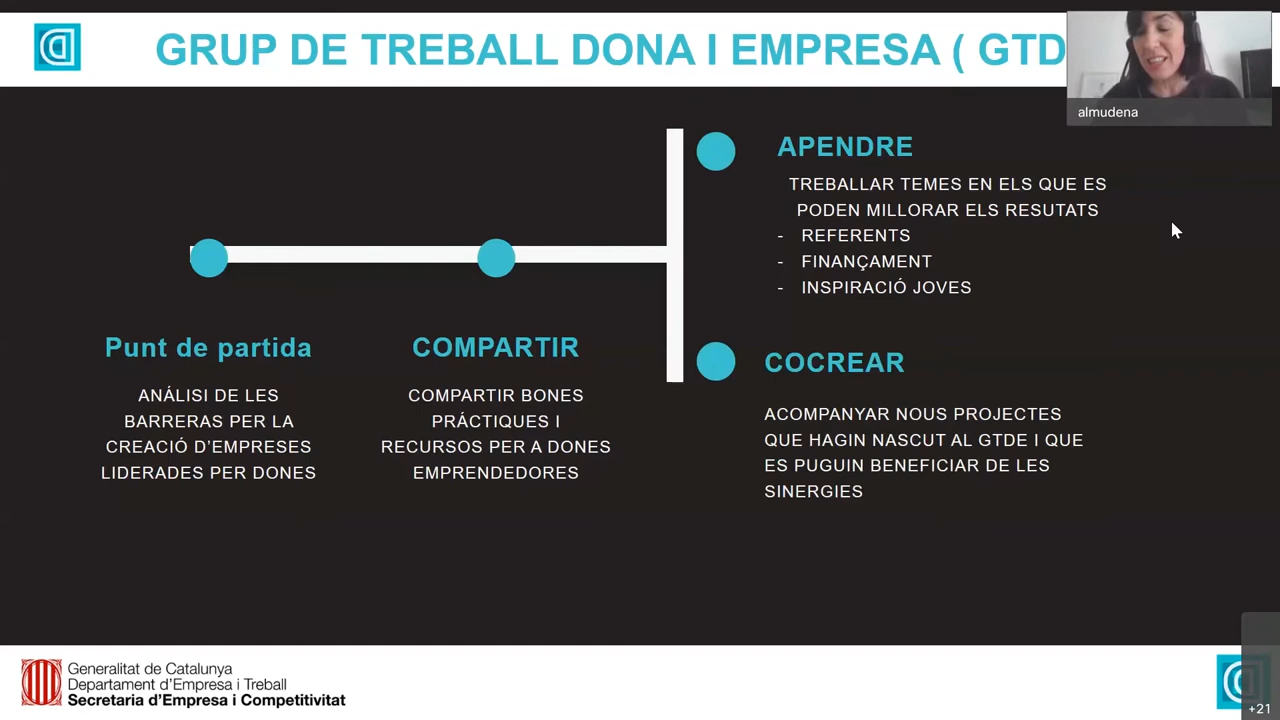 GRUP DE TREBALL DONA I EMPRESA ( GTD
almudena
APENDRE
TREBALLAR TEMES EN ELS QUE ES
PODEN MILLORAR ELS RESUTATS
- REFERENTS
- FINANÇAMENT
- INSPIRACIÓ JOVES
Punt de partida
ANÁLISI DE LES
BARRERAS PER LA
CREACIÓ D'EMPRESES
LIDERADES PER DONES
COMPARTIR
COMPARTIR BONES
PRÁCTIQUES I
RECURSOS PER A DONES
EMPRENDEDORES
COCREAR
ACOMPANYAR NOUS PROJECTES
QUE HAGIN NASCUT AL GTDE I QUE
ES PUGUIN BENEFICIAR DE LES
SINERGIES
Generalitat de Catalunya
Departament d'Empresa i Treball
Secretaria d'Empresa i Competitivitat
+21